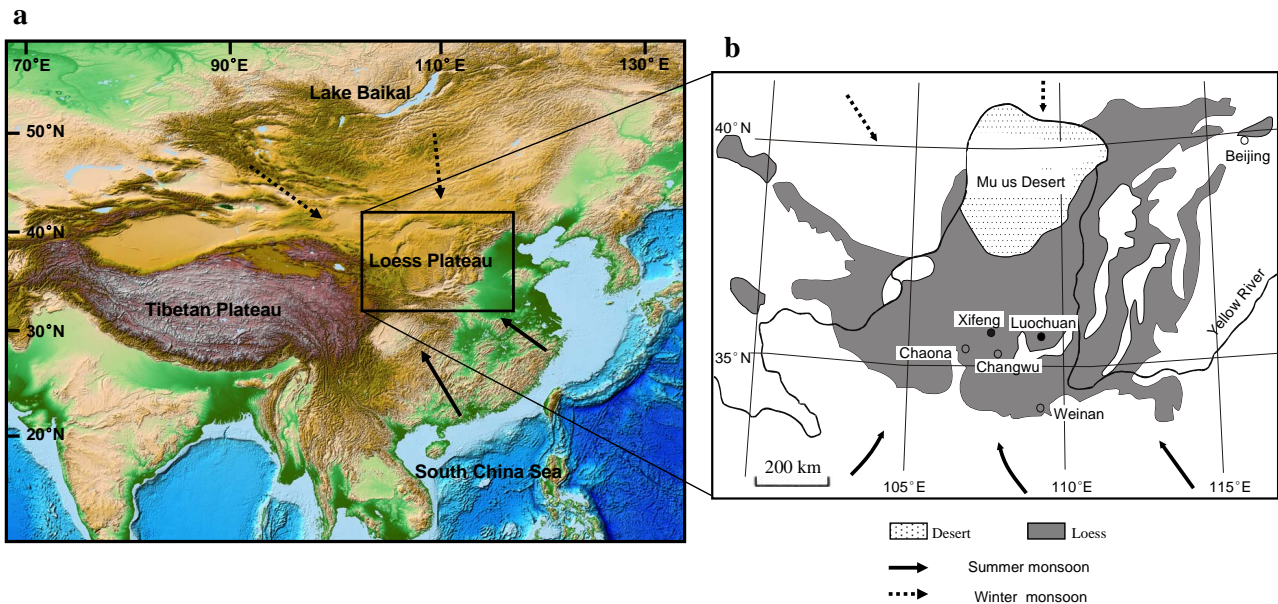 a
70°E
90°E
110°E
130°E
Lake Baikal
50°N
40°N
Loess Plateau
Tibetan Plateau
30°N
20°N
South China Sea
b
40°N
Beijing
Mu us Desert
Yellow River
Xifeng
Luochuan
35°N
Chaona
Changwu
Weinan
200 km
105°E
110°E
115°E
Desert
Loess
Summer monsoon
Winter monsoon